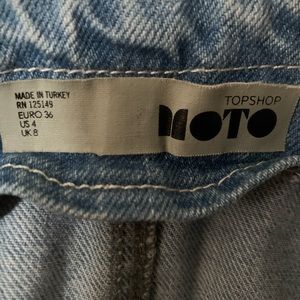 MADE IN TURKEY
RN 125149
EURO 36
US 4
UK 8
TOPSHOP
MOTO